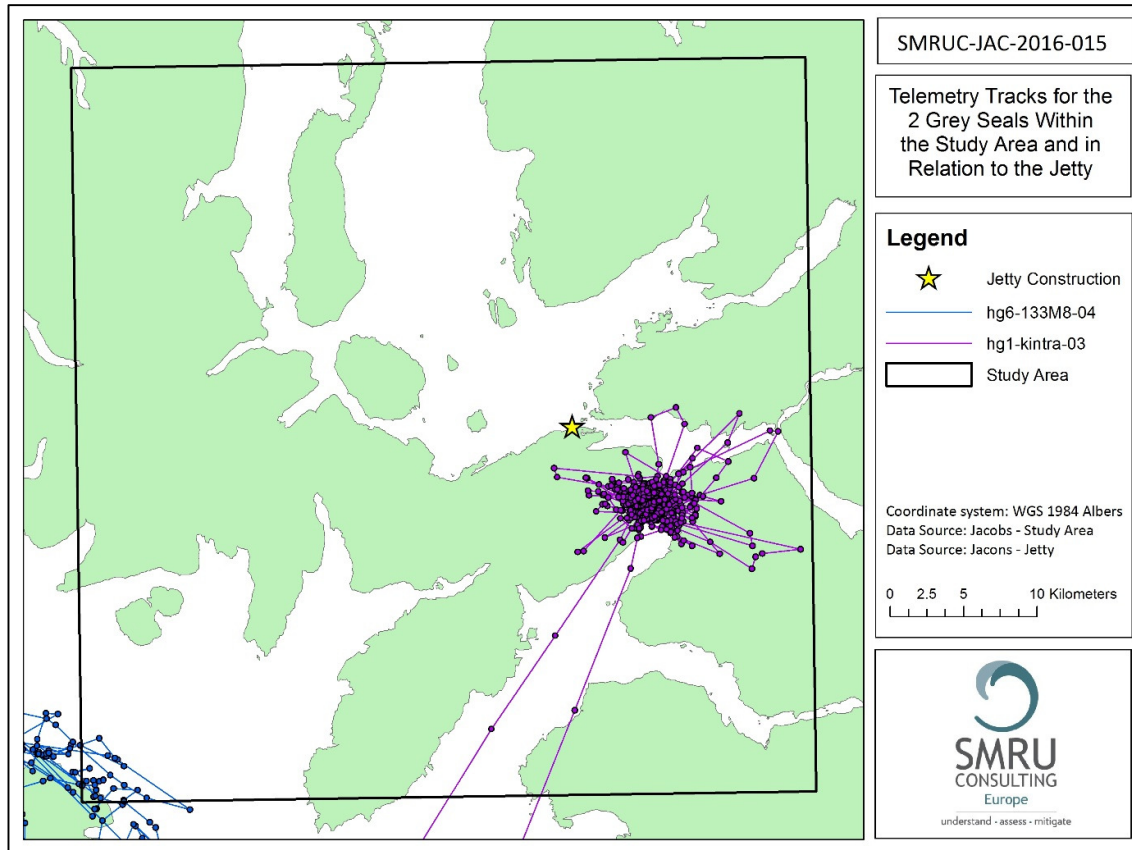 SMRUC-JAC-2016-015
Telemetry Tracks for the
2 Grey Seals Within
the Study Area and in
Relation to the Jetty
Legend
Jetty Construction
hg6-133M8-04
hg1-kintra-03
Study Area
Coordinate system: WGS 1984 Albers
Data Source: Jacobs - Study Area
Data Source: Jacons - Jetty
0 2.5 5 10 Kilometers
SMRU
CONSULTING
Europe
understand - assess - mitigate